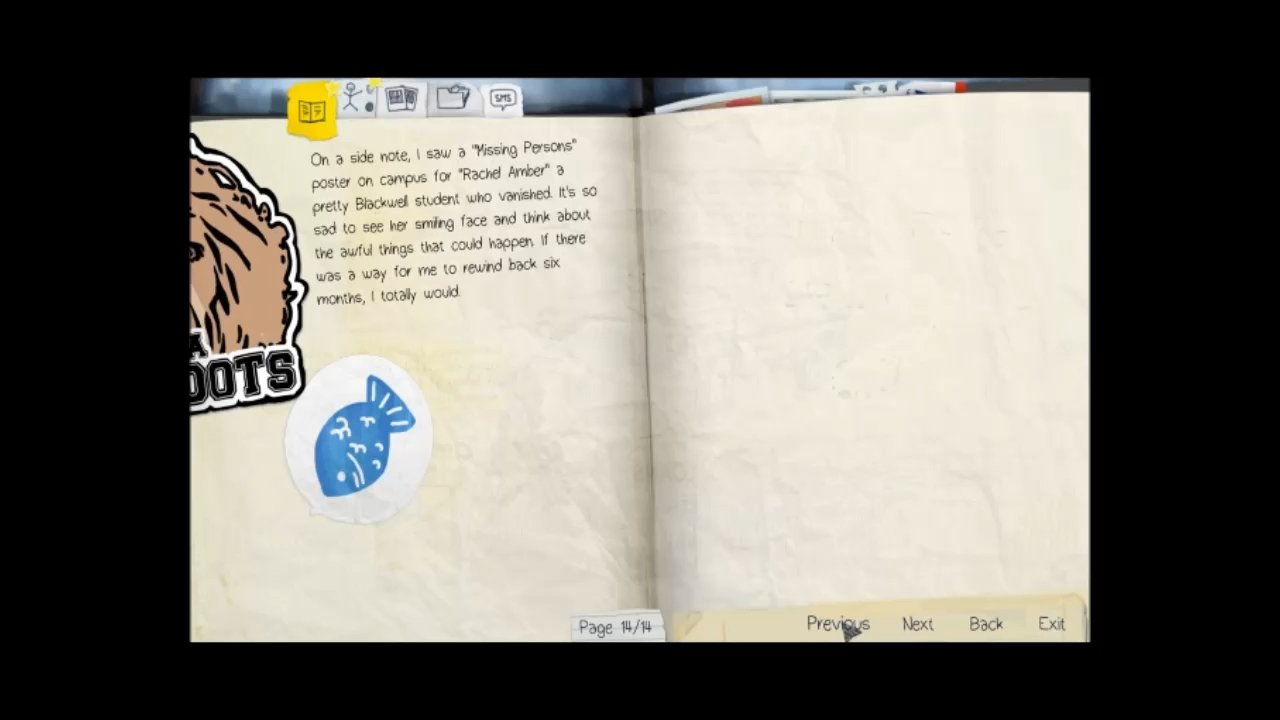 SMS
On a side note, I saw a "Missing Persons"
poster on campus for "Rachel Amber" a
pretty Blackwell student who vanished. It's so
sad to see her smiling face and think about
the awful things that could happen. If there
was a way for me to rewind back six
months, I totally would.
OOTS
Page 14/14
Previous Next Back Exit